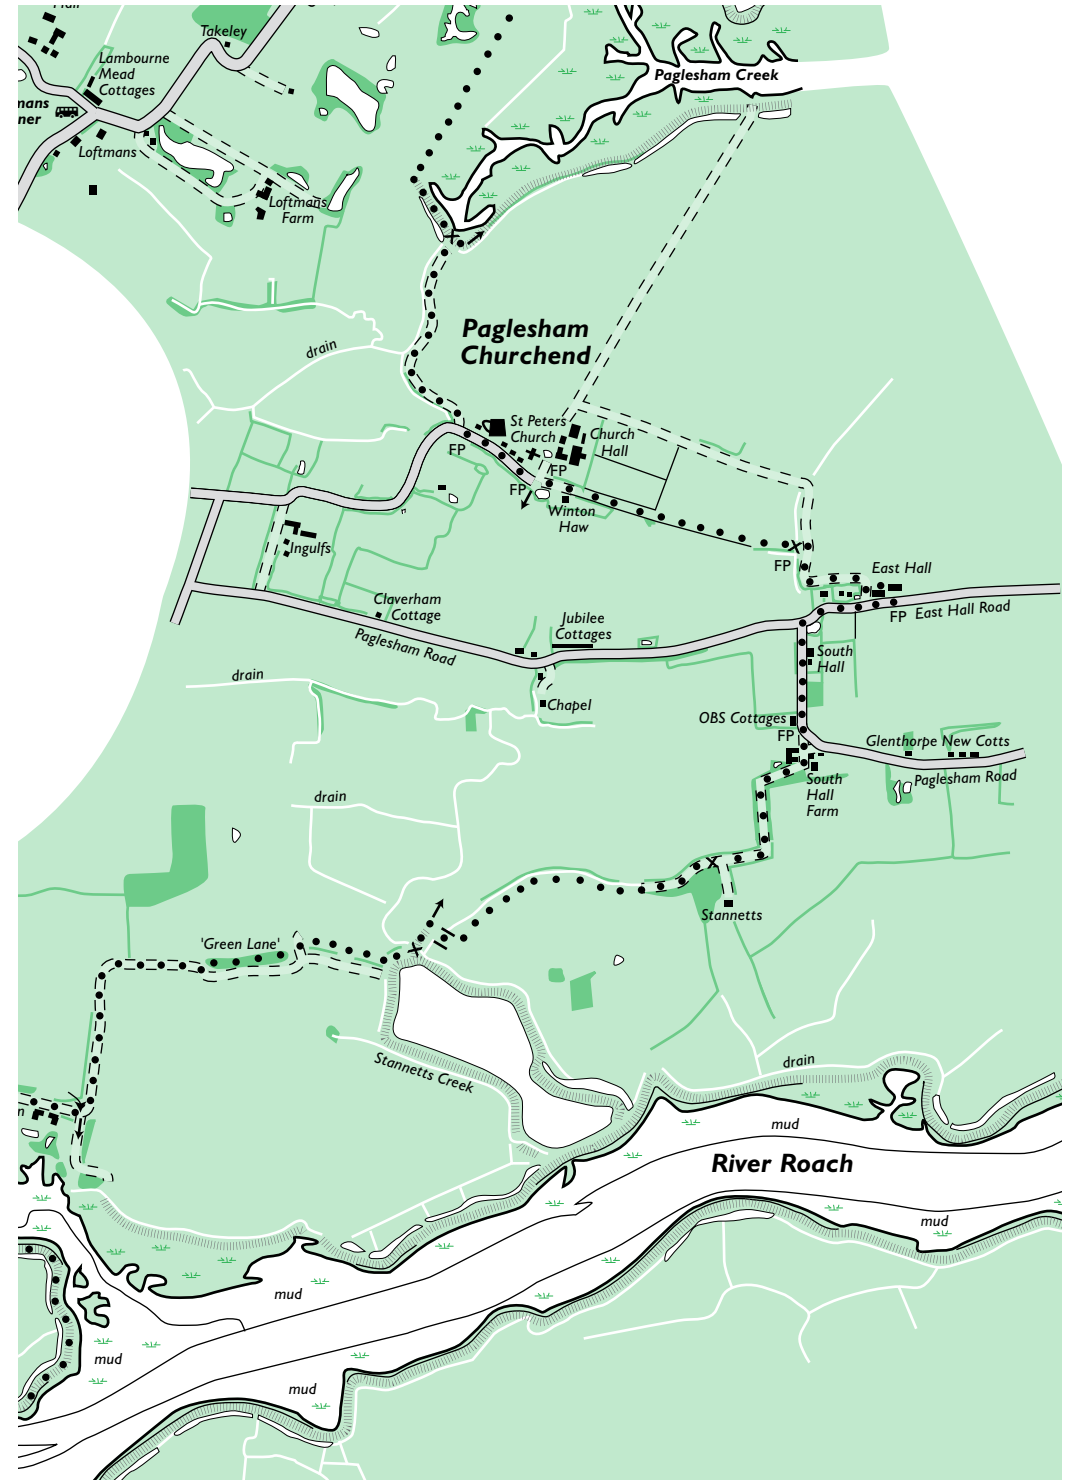 Takeley
Lambourne
Mead
Cottages
Loftmans
Loftmans
Farm
Paglesham Creek
Paglesham
Churchend
drain
St Peters
Church
Church
Hall
FP
FP
FP
Winton
Haw
Ingulfs
FP
East Hall
FP
East Hall Road
Claverham
Cottage
Paglesham Road
Jubilee
Cottages
South
Hall
drain
Chapel
OBS Cottages
FP
Glenthorpe New Cotts
Paglesham Road
South
Hall
Farm
drain
Stannetts
'Green Lane'
Stannetts Creek
drain
mud
River Roach
mud
mud
mud
mud